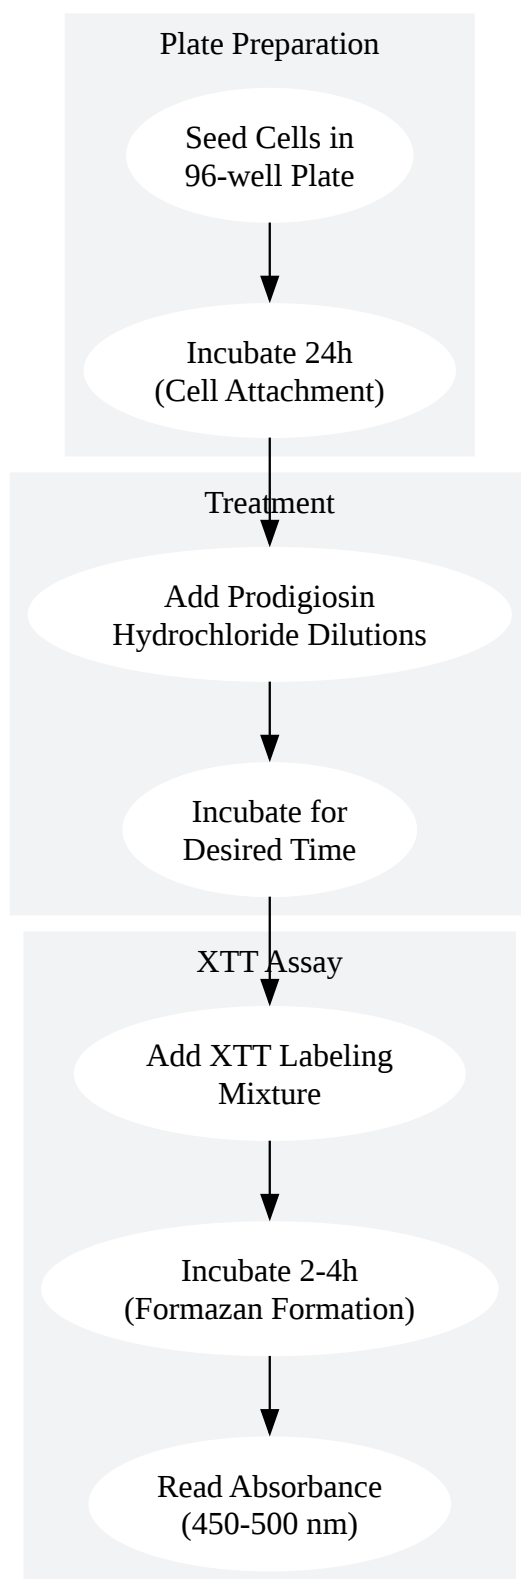 Plate Preparation
Seed Cells in
96-well Plate
Incubate 24h
(Cell Attachment)
Treatment
Add Prodigiosin
Hydrochloride Dilutions
Incubate for
Desired Time
XTT Assay
Add XTT Labeling
Mixture
Incubate 2-4h
(Formazan Formation)
Read Absorbance
(450-500 nm)